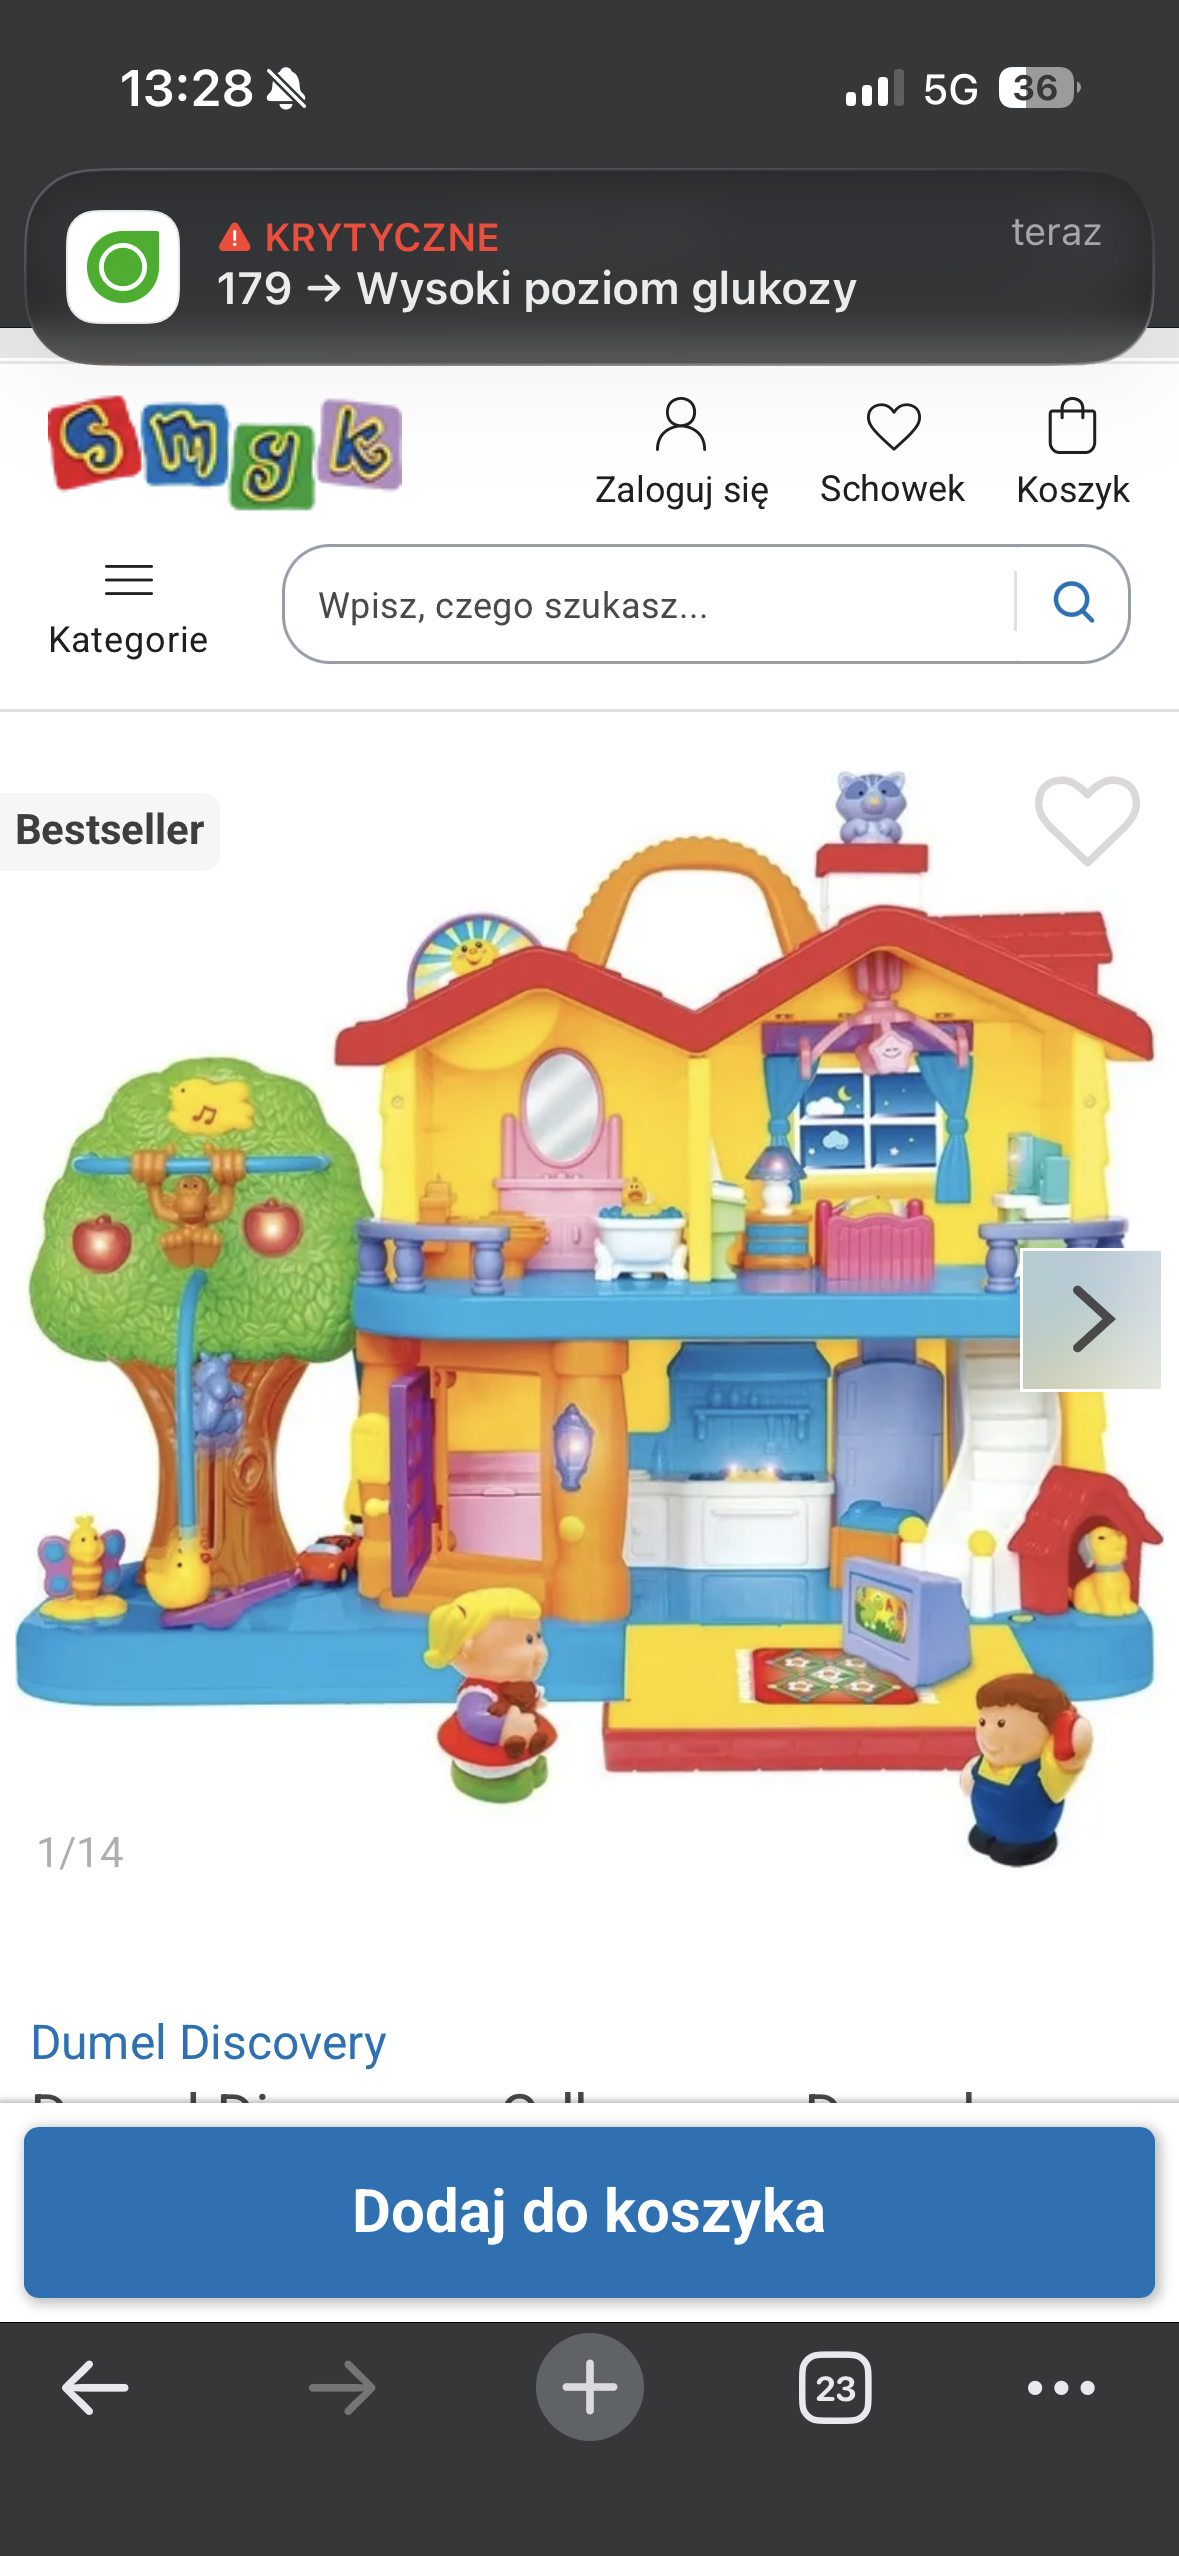 13:28
5G 36
KRYTYCZNE
teraz
179 → Wysoki poziom glukozy
smyk
Zaloguj się
Schowek
Koszyk
Kategorie
Wpisz, czego szukasz...
Bestseller
1/14
Dumel Discovery
Dodaj do koszyka
23